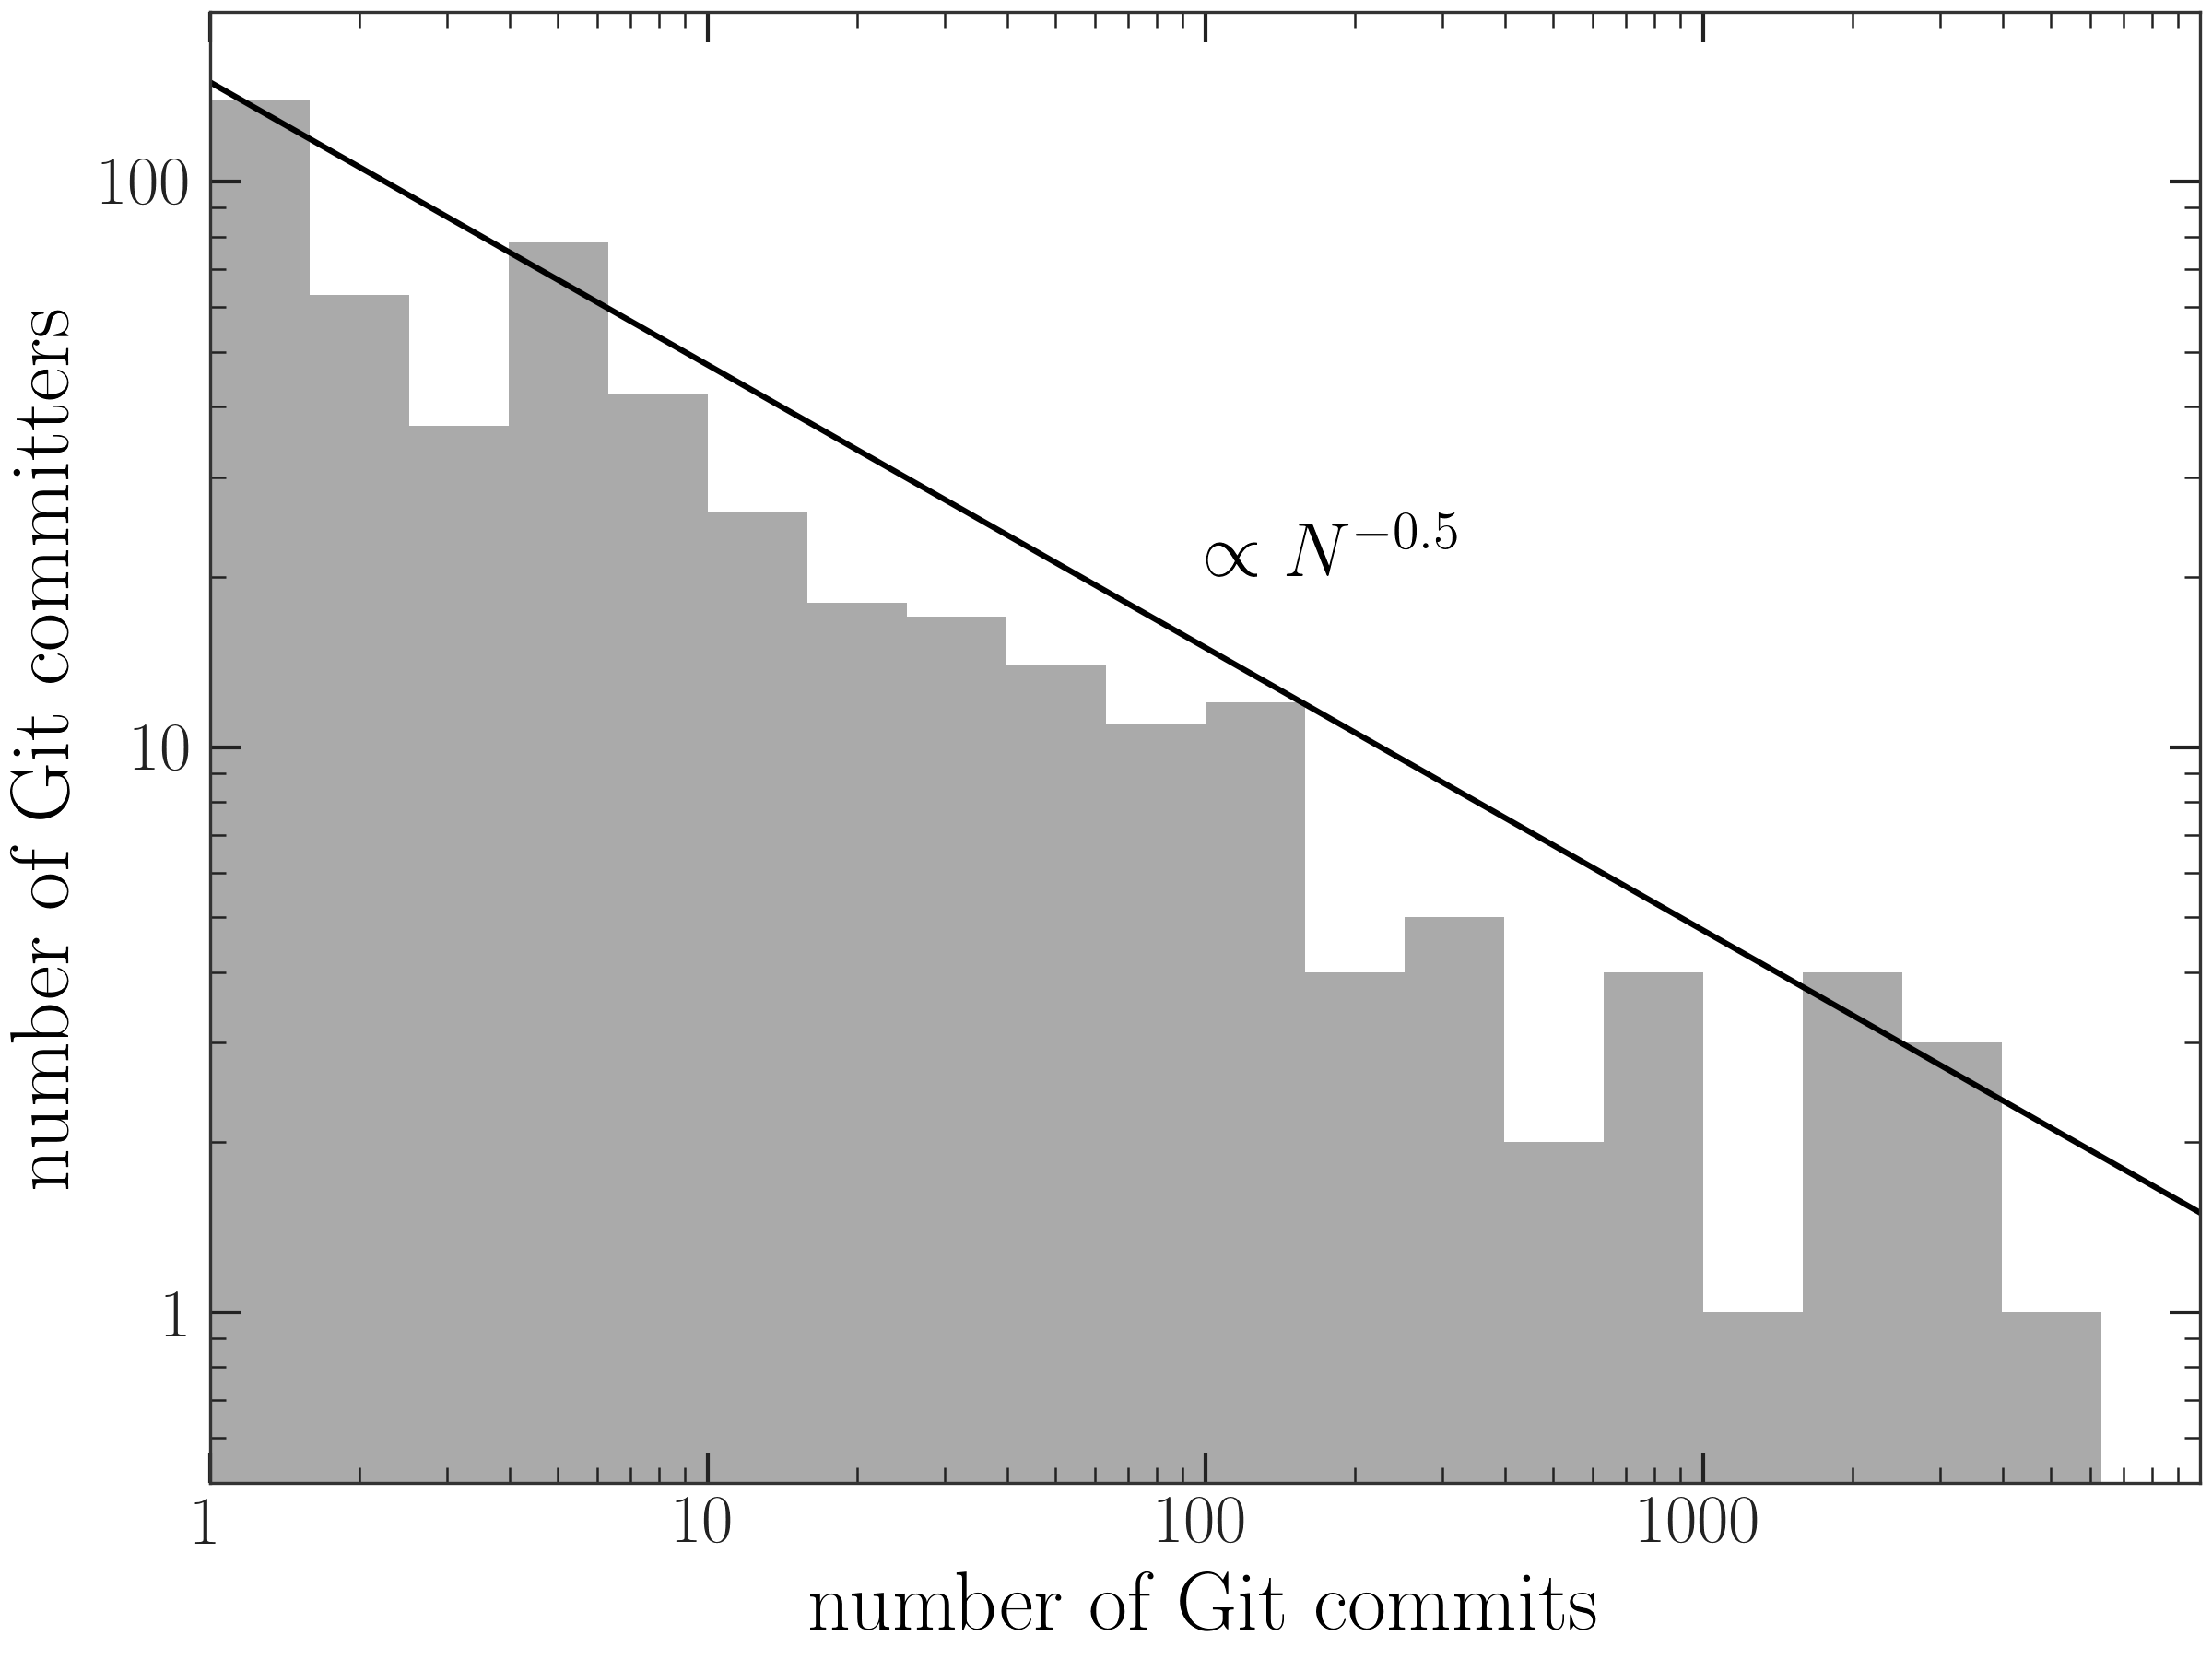 number of Git committers
100
10
1
∝ N^−0.5
1 10 100 1000
number of Git commits